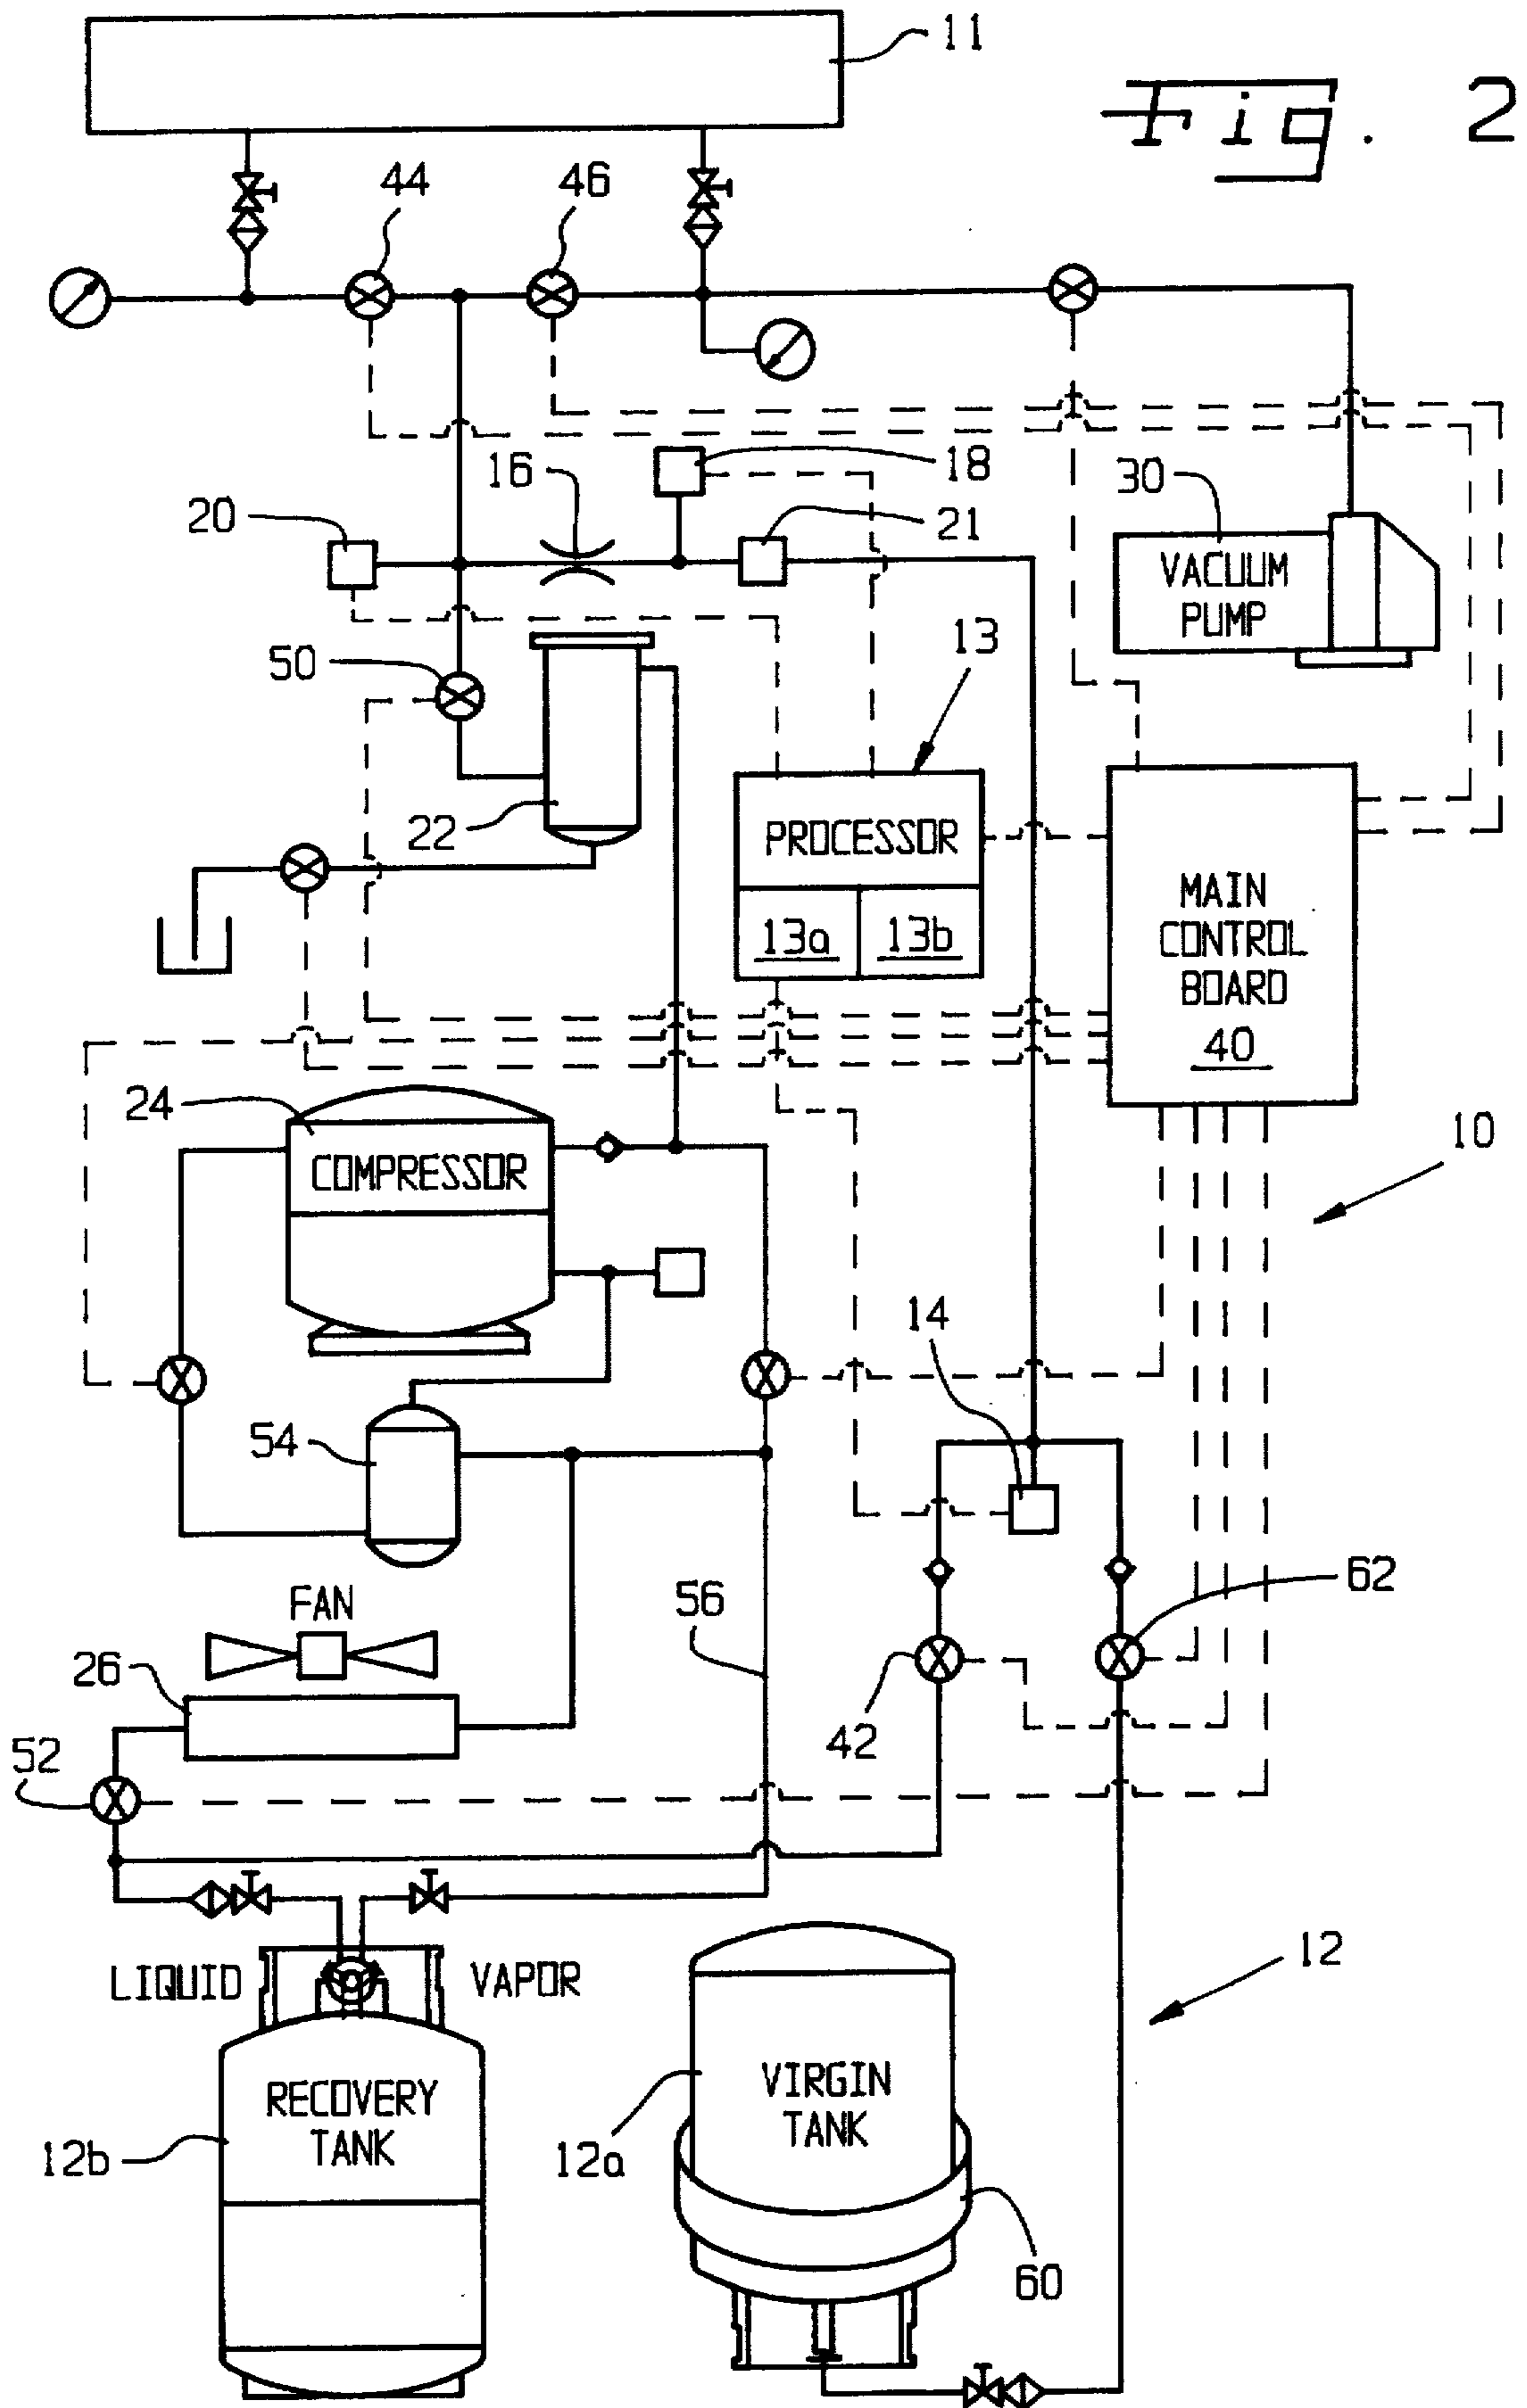 11
Fig. 2
44
46
16
18
20
21
30
VACUUM
PUMP
50
13
22
PROCESSOR
13a
13b
MAIN
CONTROL
BOARD
40
24
COMPRESSOR
10
14
54
FAN
56
62
26
42
52
12
LIQUID
VAPOR
RECOVERY
TANK
12b
VIRGIN
TANK
12a
60